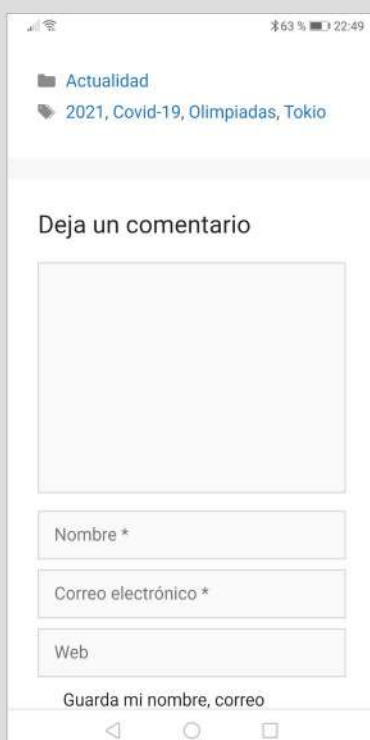 63 % 22:49
Actualidad
2021, Covid-19, Olimpiadas, Tokio
Deja un comentario
Nombre *
Correo electrónico *
Web
Guarda mi nombre, correo